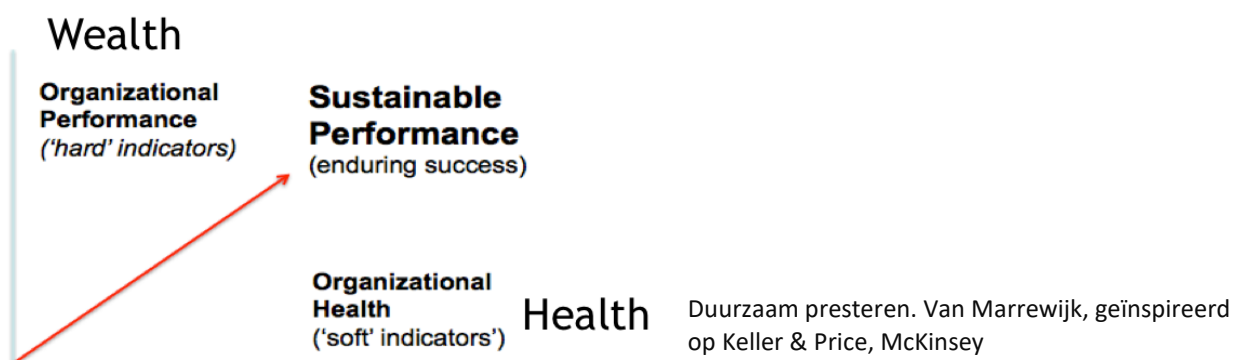 Wealth
Organizational
Performance
('hard' indicators)
Sustainable
Performance
(enduring success)
Organizational
Health
('soft' indicators')
Health
Duurzaam presteren. Van Marrewijk, geïnspireerd
op Keller & Price, McKinsey